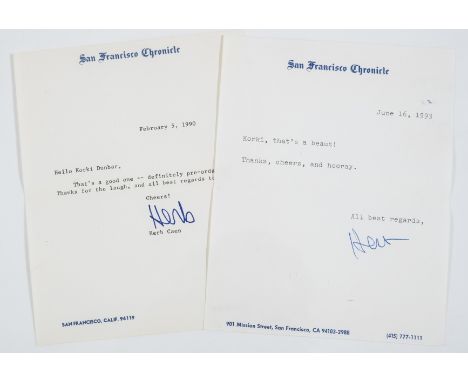 San Francisco Chronicle
February 5, 1990
Hello Korki Dunbar,
That's a good one -- definitely pre-
Thanks for the laugh, and all best regards to
Cheers!
Herb
Herb Caen
SAN FRANCISCO, CALIF. 94119
San Francisco Chronicle
June 16, 1993
Korki, that's a beaut!
Thanks, cheers, and hooray.
All best regards,
Herb
901 Mission Street, San Francisco, CA 94103-2988
(415) 777-1111